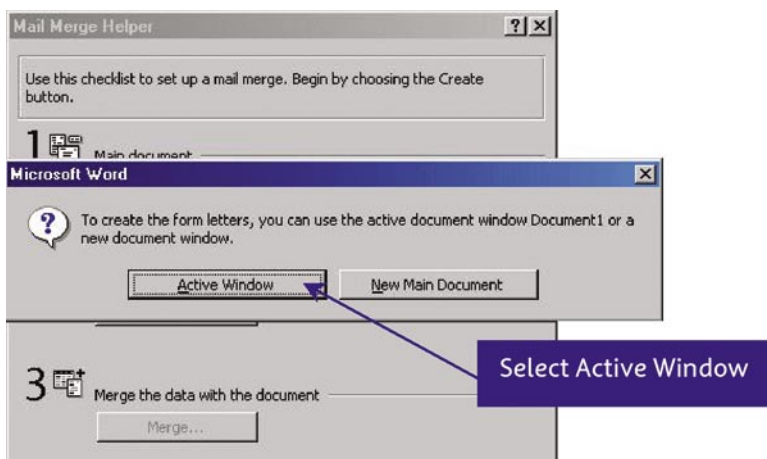 Mail Merge Helper
Use this checklist to set up a mail merge. Begin by choosing the Create
button.
1
Main document
Microsoft Word
To create the form letters, you can use the active document window Document1 or a
new document window.
Active Window
New Main Document
Select Active Window
3
Merge the data with the document
Merge...